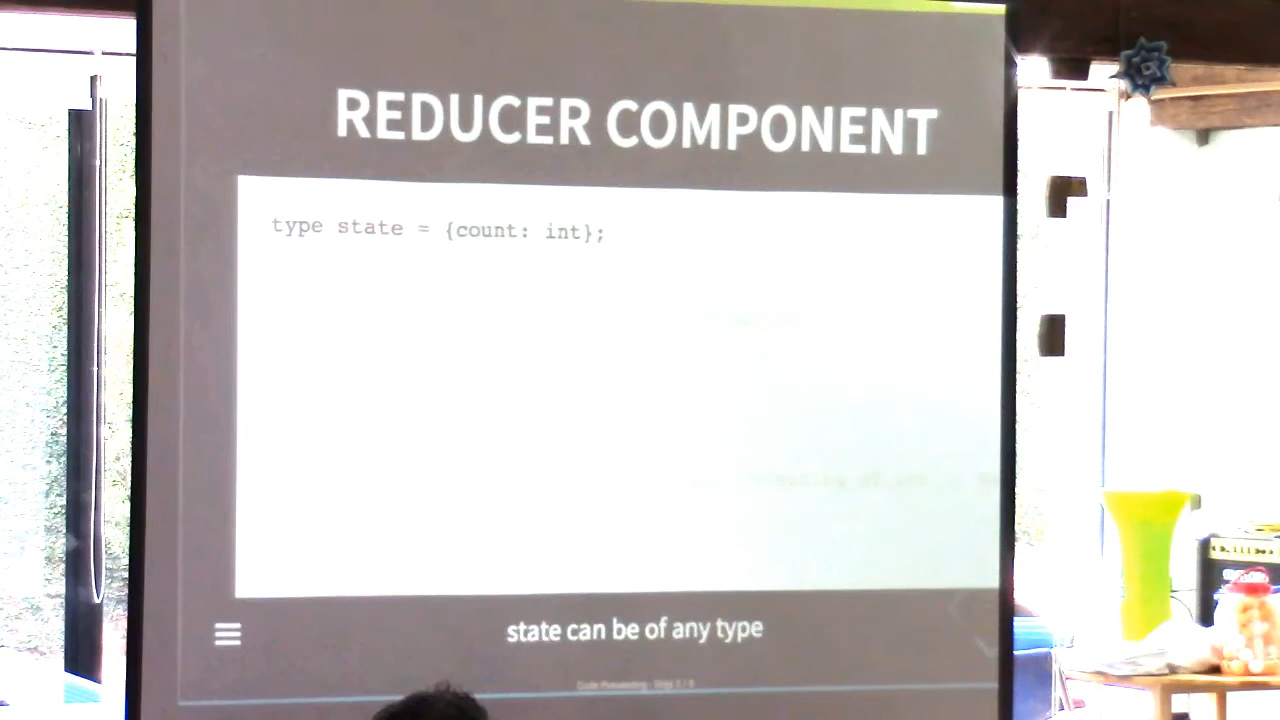 REDUCER COMPONENT
type state = {count: int};
state can be of any type